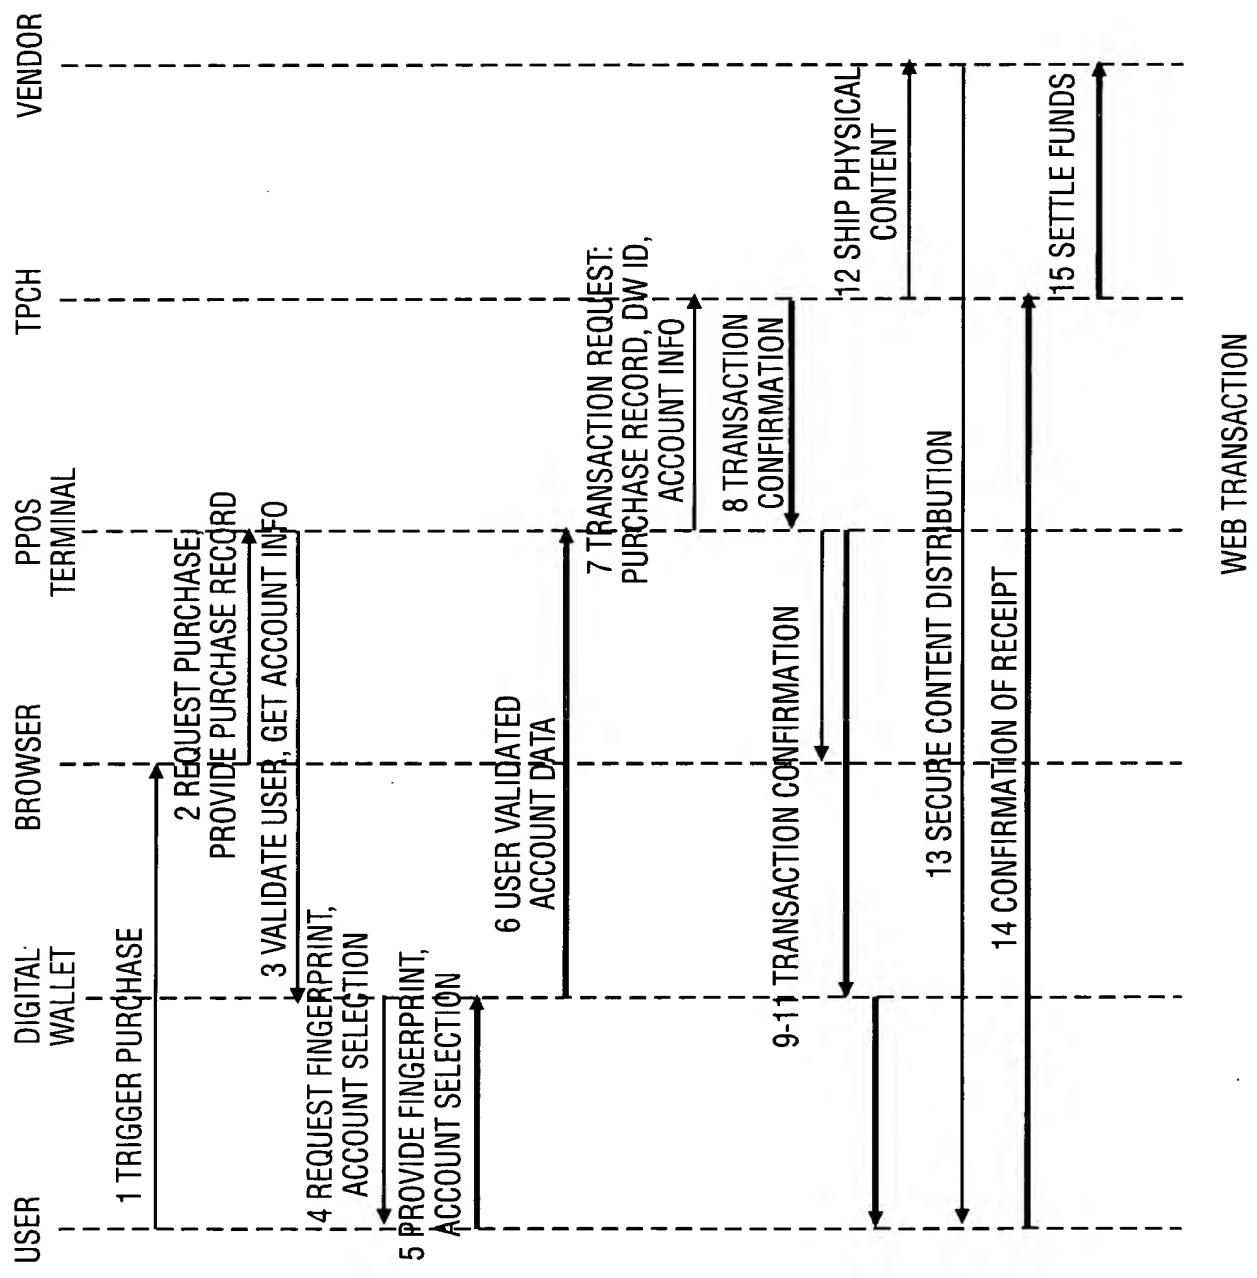 USER
DIGITAL
WALLET
BROWSER
PPOS
TERMINAL
TPCH
VENDOR
1 TRIGGER PURCHASE
2 REQUEST PURCHASE,
PROVIDE PURCHASE RECORD
3 VALIDATE USER, GET ACCOUNT INFO
4 REQUEST FINGERPRINT,
ACCOUNT SELECTION
5 PROVIDE FINGERPRINT,
ACCOUNT SELECTION
6 USER VALIDATED
ACCOUNT DATA
7 TRANSACTION REQUEST:
PURCHASE RECORD, DW ID,
ACCOUNT INFO
8 TRANSACTION
CONFIRMATION
9-11 TRANSACTION CONFIRMATION
12 SHIP PHYSICAL
CONTENT
13 SECURE CONTENT DISTRIBUTION
14 CONFIRMATION OF RECEIPT
15 SETTLE FUNDS
WEB TRANSACTION